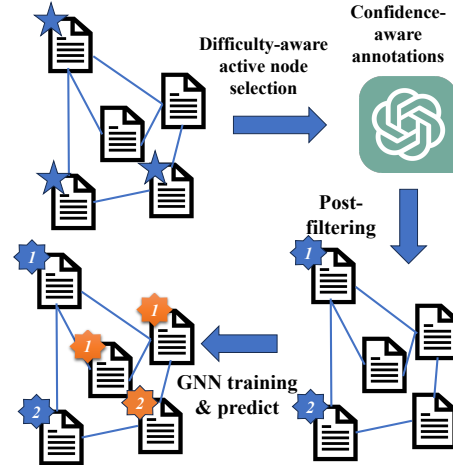 Confidence-
aware
annotations
Difficulty-aware
active node
selection
Post-
filtering
1
2
1
1
2
1
2
GNN training
& predict